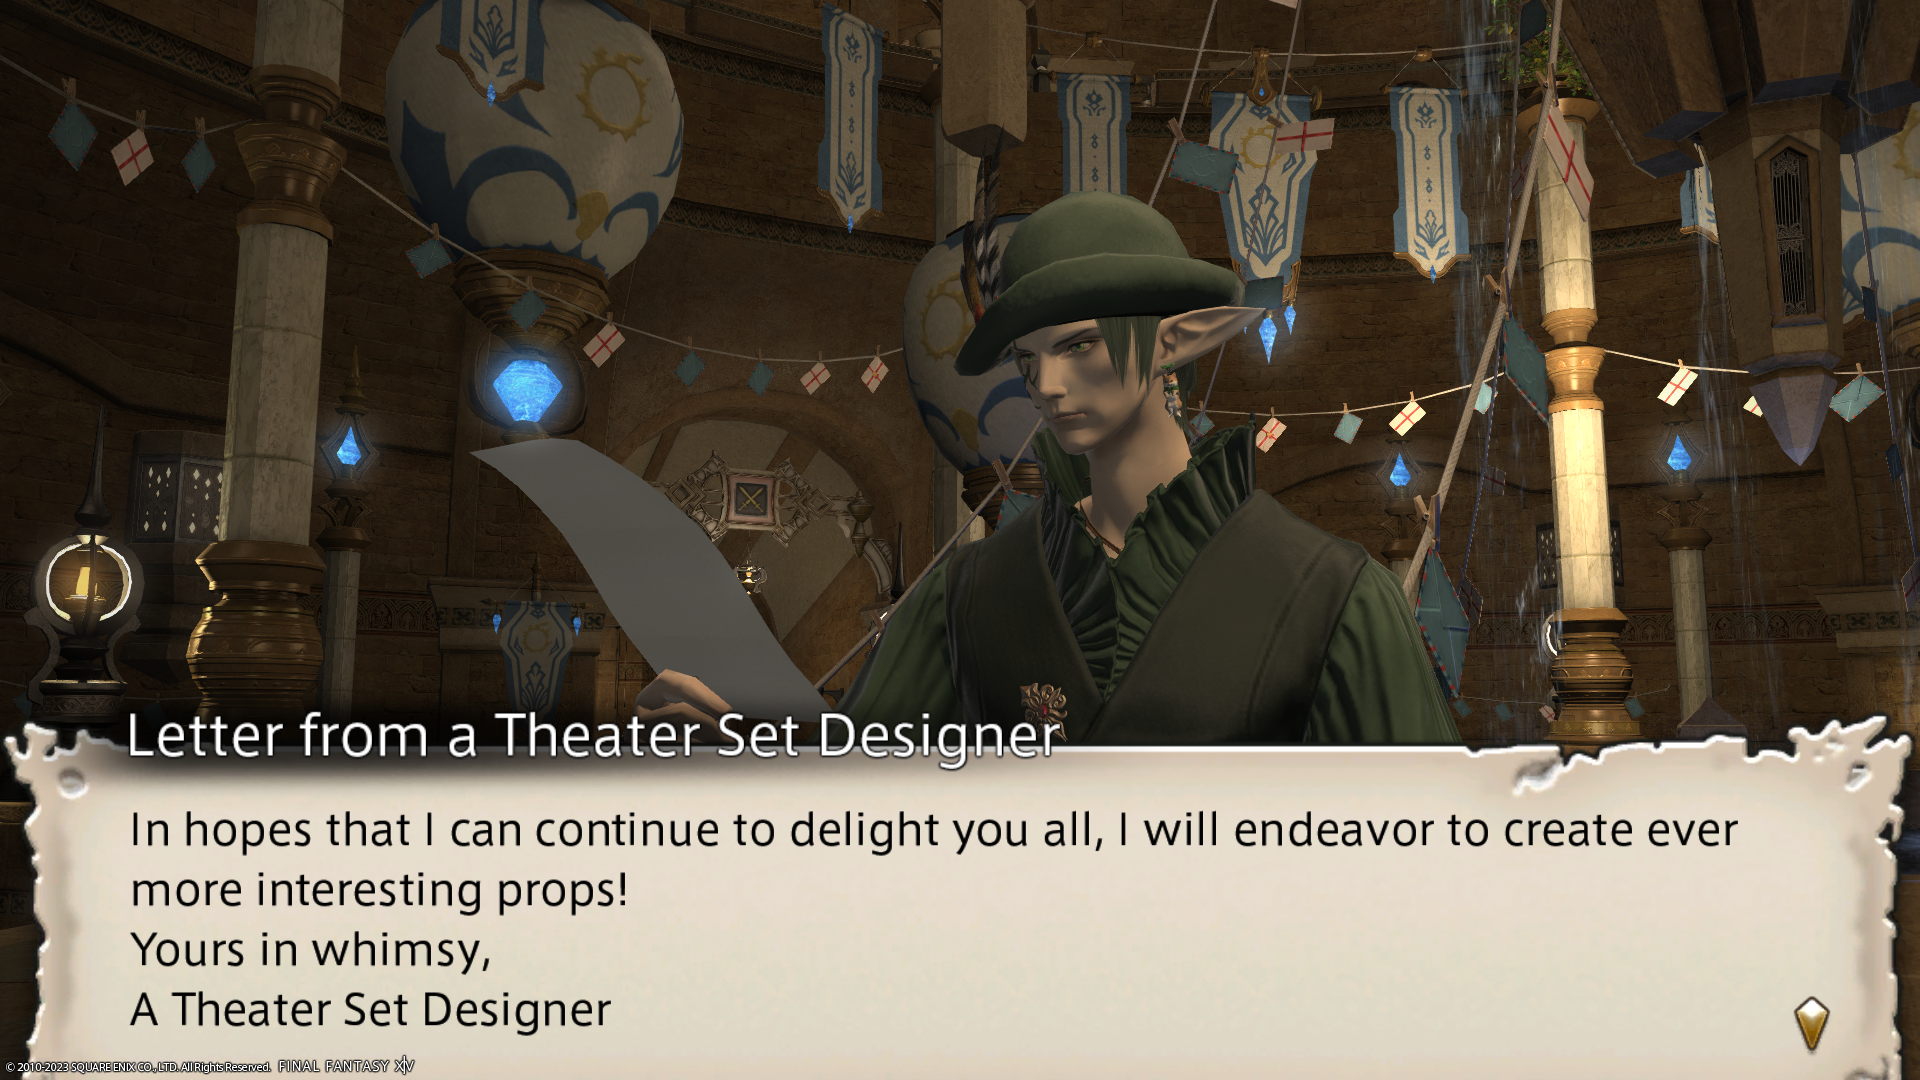 Letter from a Theater Set Designer
In hopes that I can continue to delight you all, I will endeavor to create ever
more interesting props!
Yours in whimsy,
A Theater Set Designer
© 2010-2023 SQUARE ENIX CO., LTD. All Rights Reserved. FINAL FANTASY XIV